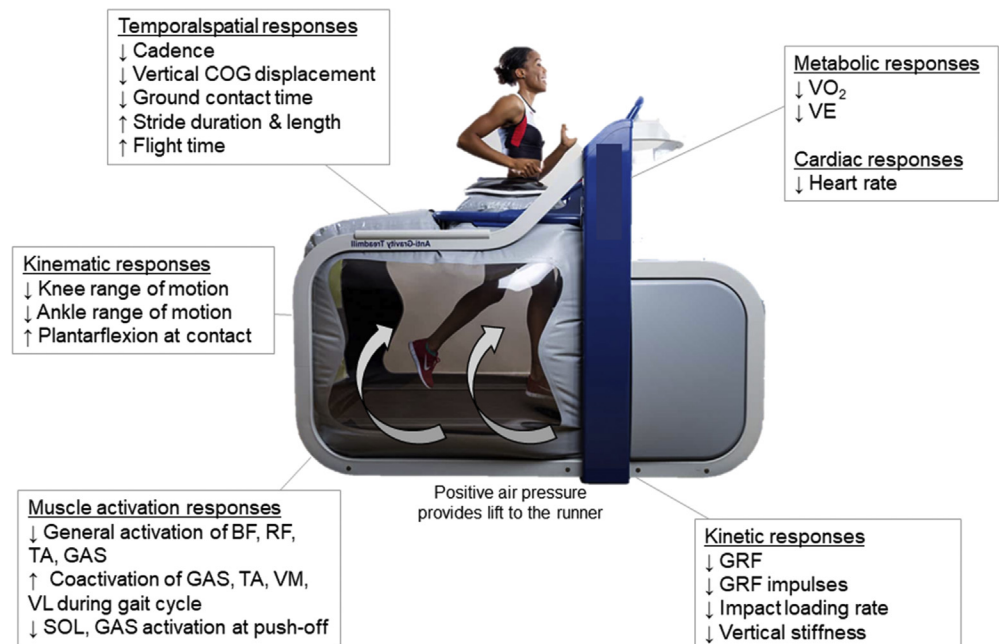 Temporalspatial responses
↓ Cadence
↓ Vertical COG displacement
↓ Ground contact time
↑ Stride duration & length
↑ Flight time
Metabolic responses
↓ VO₂
↓ VE
Cardiac responses
↓ Heart rate
Anti-Gravity Treadmill
Kinematic responses
↓ Knee range of motion
↓ Ankle range of motion
↑ Plantarflexion at contact
Positive air pressure
provides lift to the runner
Muscle activation responses
↓ General activation of BF, RF,
TA, GAS
↑ Coactivation of GAS, TA, VM,
VL during gait cycle
↓ SOL, GAS activation at push-off
Kinetic responses
↓ GRF
↓ GRF impulses
↓ Impact loading rate
↓ Vertical stiffness